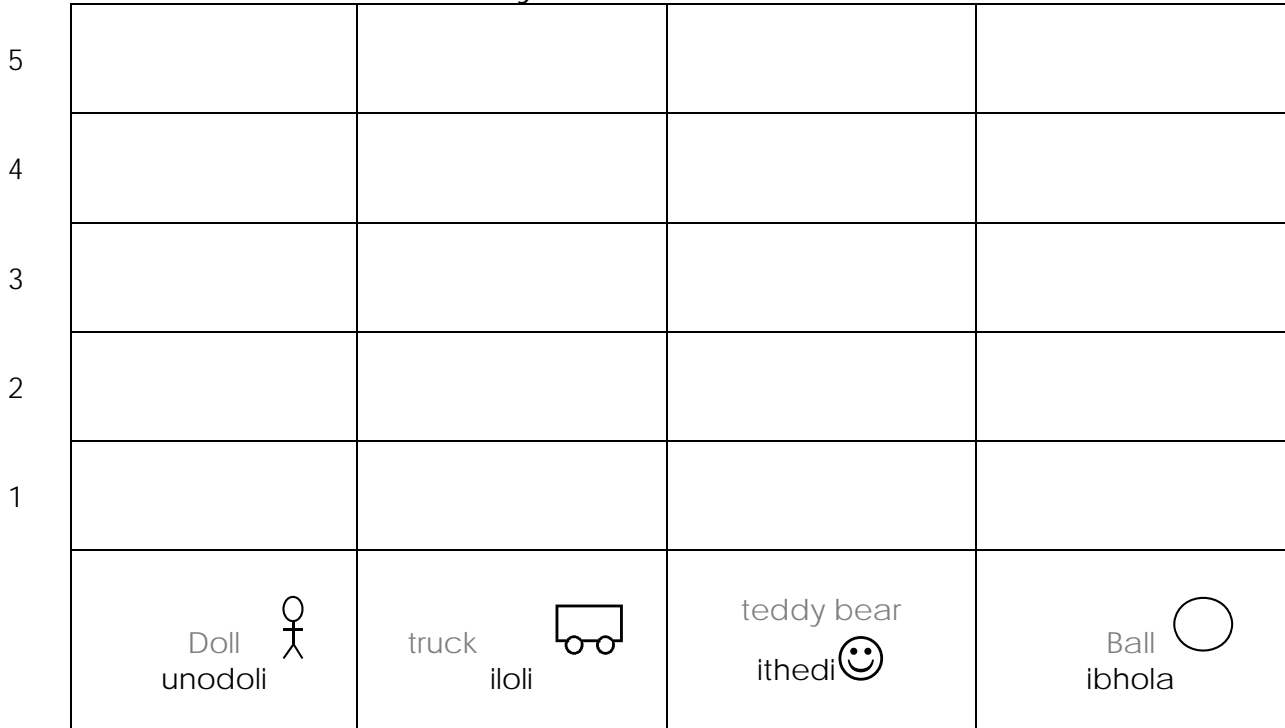 5
4
3
2
1
Doll
unodoli
truck
iloli
teddy bear
ithedi
Ball
ibhola